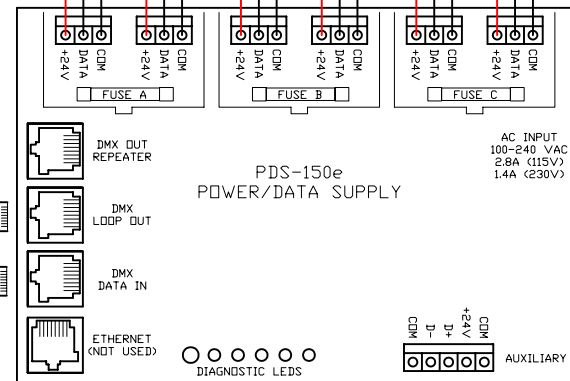 +24V DATA COM +24V DATA COM +24V DATA COM +24V DATA COM +24V DATA COM +24V DATA COM
FUSE A FUSE B FUSE C
DMX OUT
REPEATER
AC INPUT
100-240 VAC
2.8A (115V)
1.4A (230V)
PDS-150e
POWER/DATA SUPPLY
DMX
LOOP OUT
DMX
DATA IN
ETHERNET
(NOT USED)
DIAGNOSTIC LEDS
COM D- D+ +24V COM
AUXILIARY